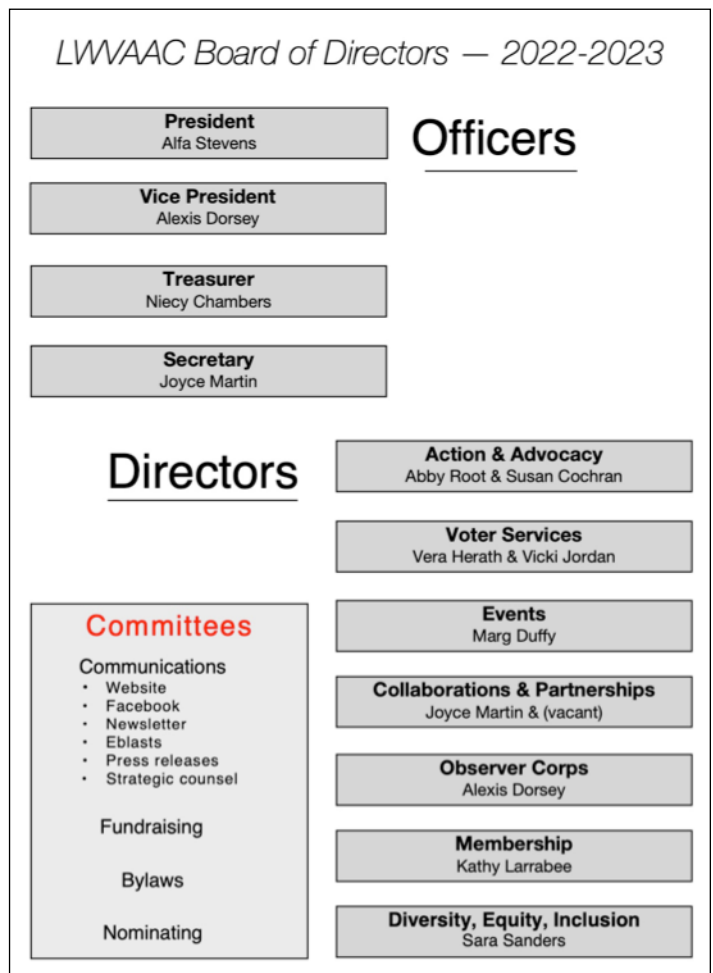 LWVAAC Board of Directors — 2022-2023
Officers
President
Alfa Stevens
Vice President
Alexis Dorsey
Treasurer
Niecy Chambers
Secretary
Joyce Martin
Directors
Action & Advocacy
Abby Root & Susan Cochran
Voter Services
Vera Herath & Vicki Jordan
Events
Marg Duffy
Collaborations & Partnerships
Joyce Martin & (vacant)
Observer Corps
Alexis Dorsey
Membership
Kathy Larrabee
Diversity, Equity, Inclusion
Sara Sanders
Committees
Communications
• Website
• Facebook
• Newsletter
• Eblasts
• Press releases
• Strategic counsel
Fundraising
Bylaws
Nominating